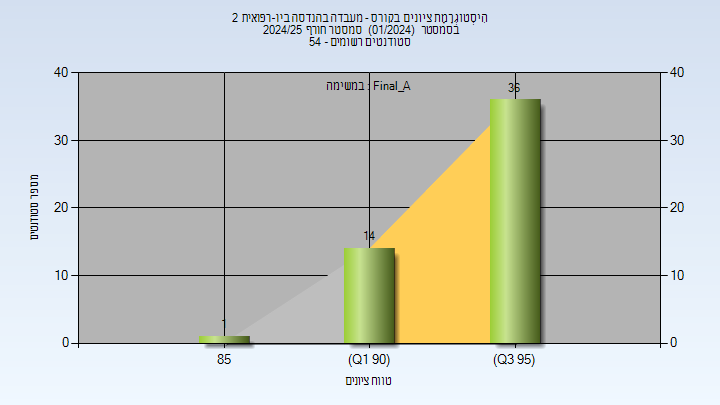 היסטוגרמת ציונים בקורס - מעבדה בהנדסה ביו-רפואית 2
בסמסטר (01/2024) סמסטר חורף 2024/25
סטודנטים רשומים - 54
במשימה : Final_A
40
30
20
10
0
40
30
20
10
0
מספר סטודנטים
1
14
36
85
(Q1 90)
(Q3 95)
טווח ציונים